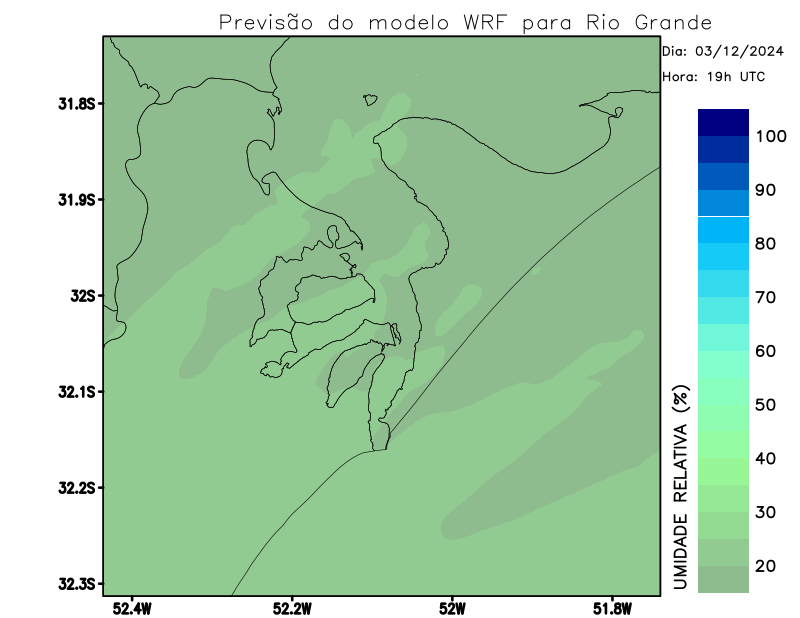 Previsão do modelo WRF para Rio Grande
Dia: 03/12/2024
Hora: 19h UTC
31.8S
31.9S
32S
32.1S
32.2S
32.3S
52.4W
52.2W
52W
51.8W
100
90
80
70
60
50
40
30
20
UMIDADE RELATIVA (%)